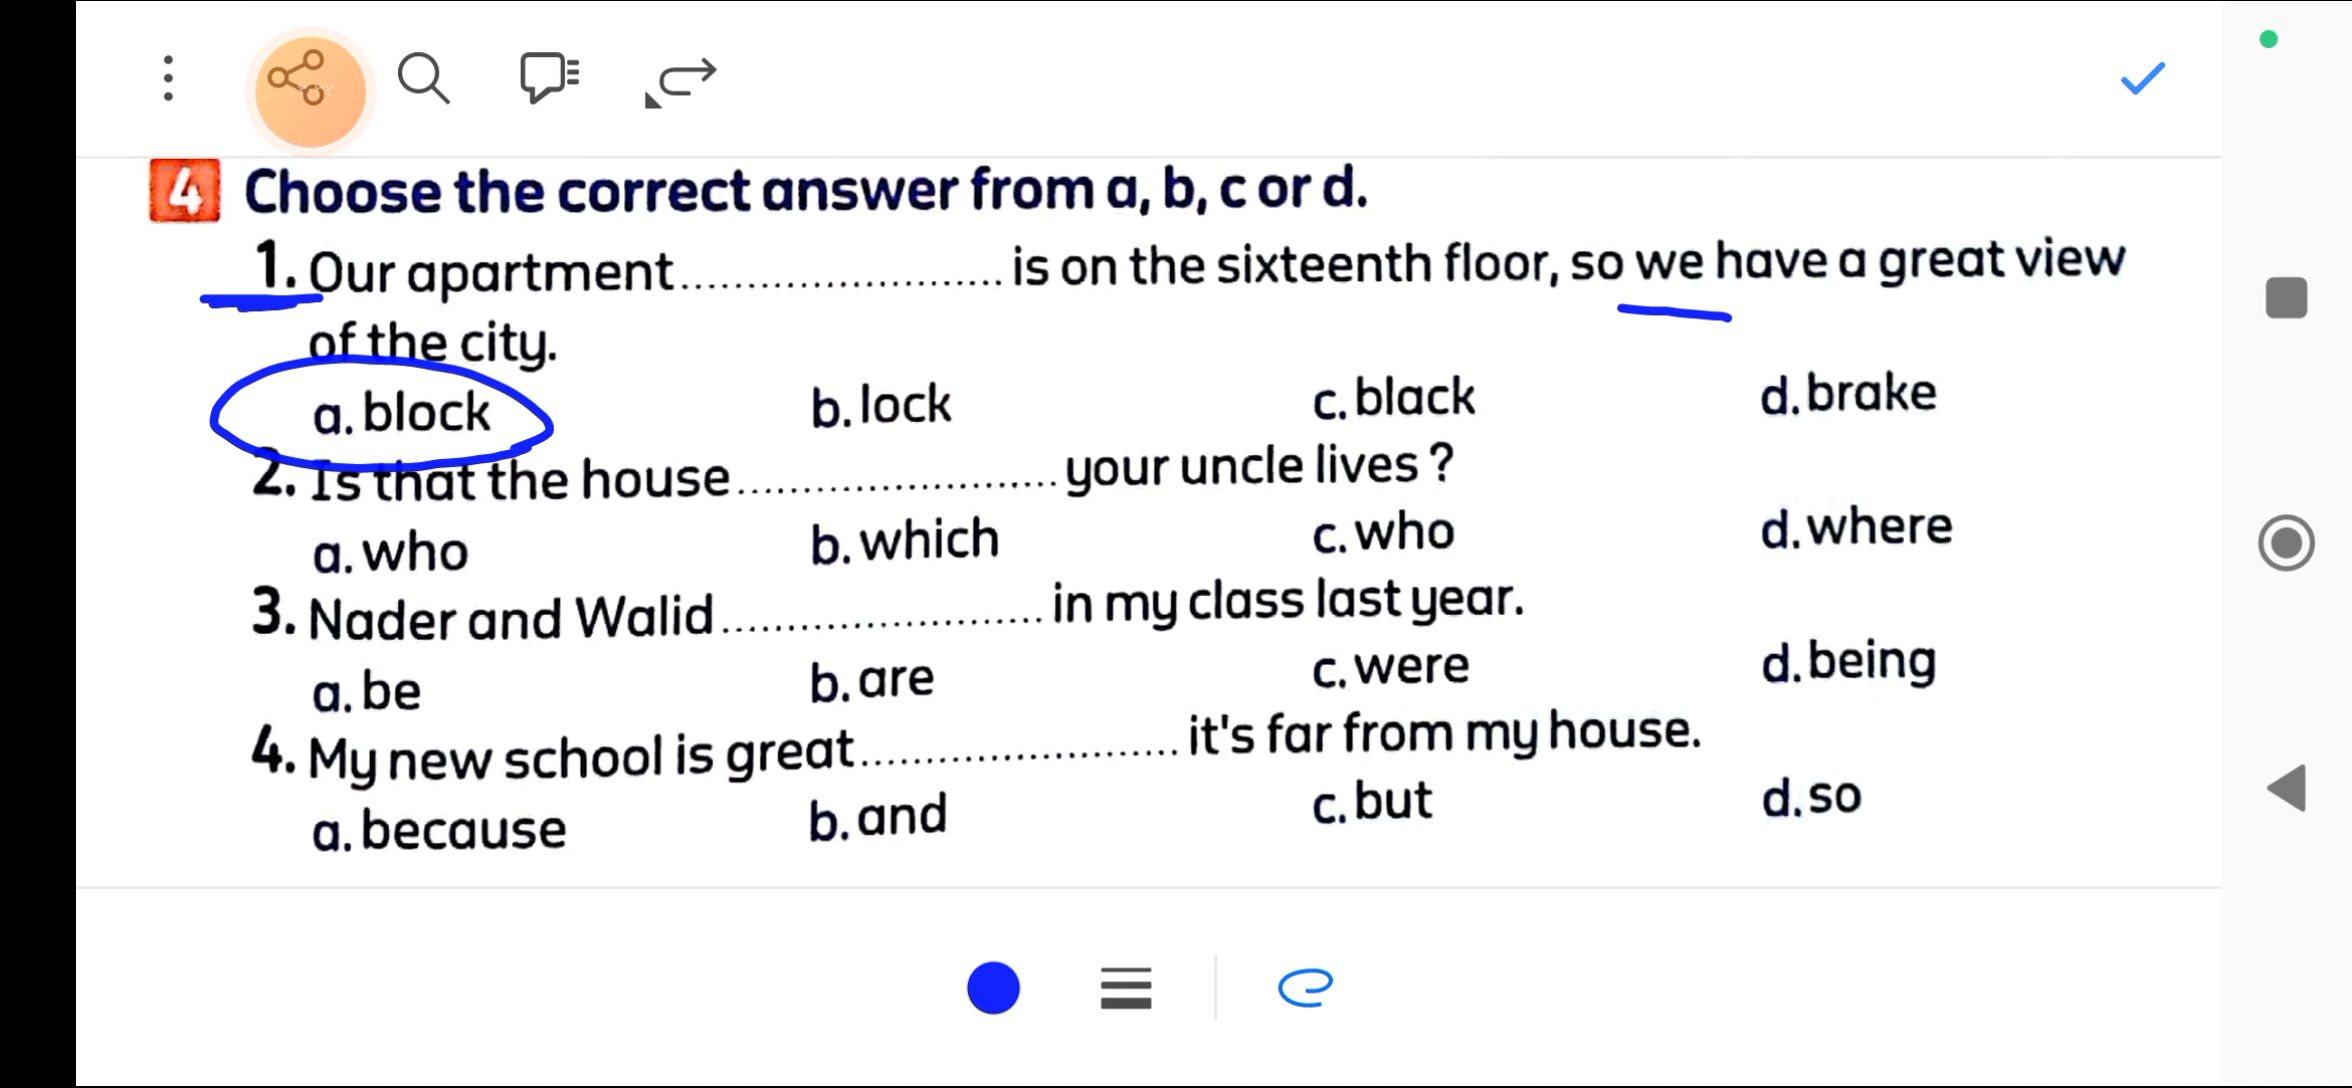 4 Choose the correct answer from a, b, c or d.
1. Our apartment........................is on the sixteenth floor, so we have a great view
of the city.
a. block b. lock c. black d. brake
2. Is that the house........................your uncle lives ?
a. who b. which c. who d. where
3. Nader and Walid........................in my class last year.
a. be b. are c. were d. being
4. My new school is great........................it's far from my house.
a. because b. and c. but d. so